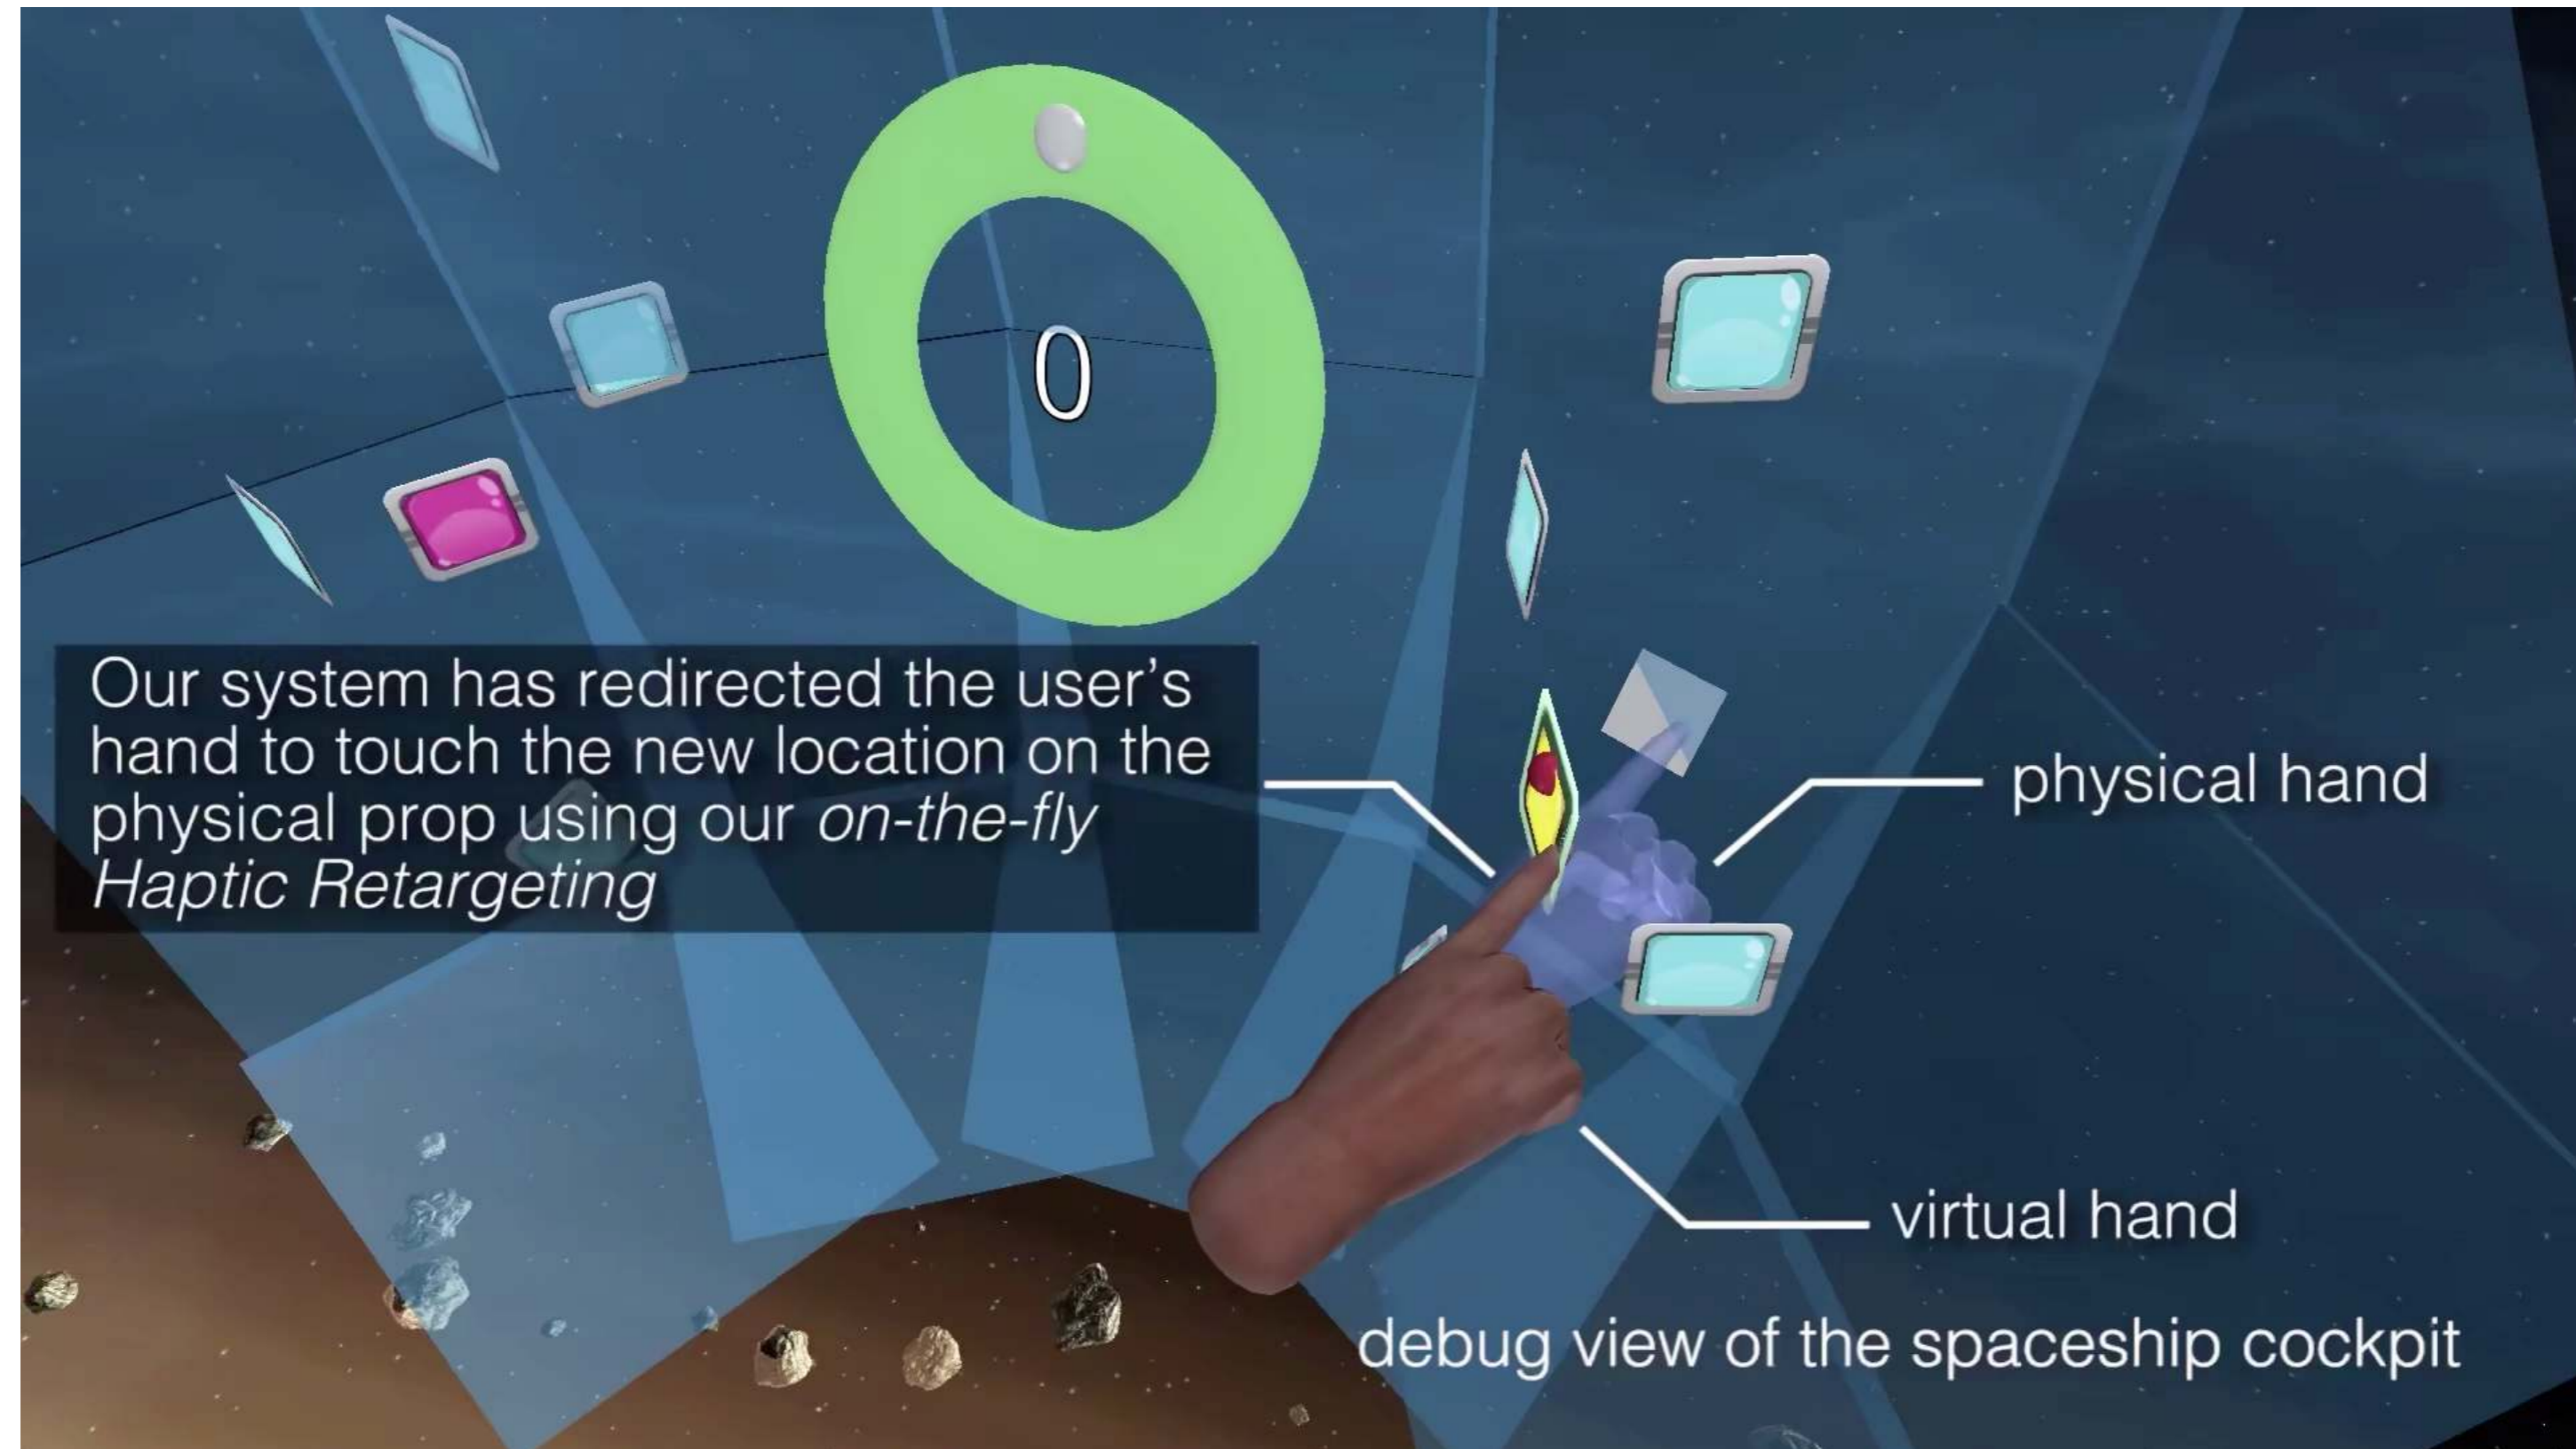 0
Our system has redirected the user's
hand to touch the new location on the
physical prop using our on-the-fly
Haptic Retargeting
physical hand
virtual hand
debug view of the spaceship cockpit